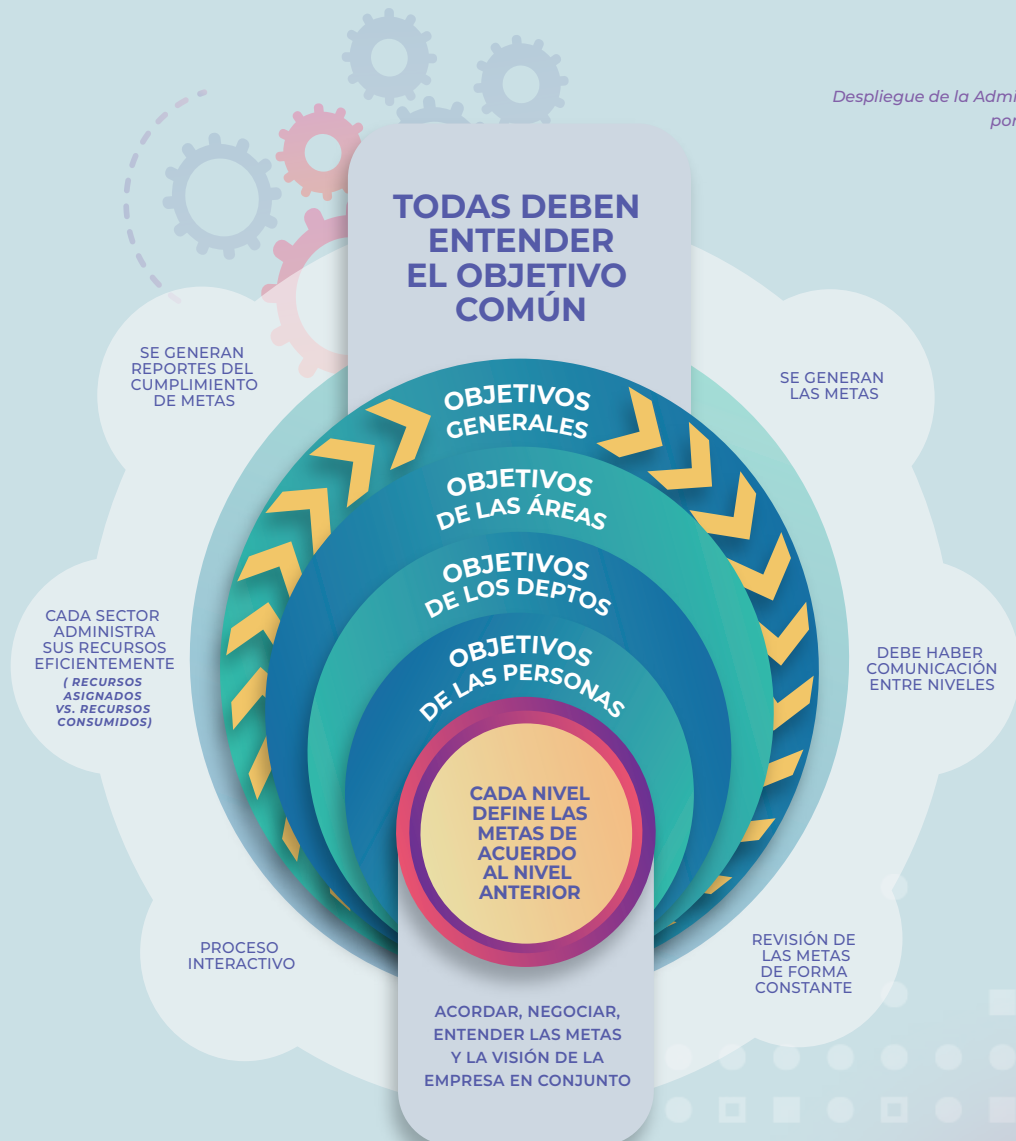 Despliegue de la Admi
por
TODAS DEBEN
ENTENDER
EL OBJETIVO
COMÚN
SE GENERAN
REPORTES DEL
CUMPLIMIENTO
DE METAS
SE GENERAN
LAS METAS
OBJETIVOS
GENERALES
OBJETIVOS
DE LAS ÁREAS
OBJETIVOS
DE LOS DEPTOS
OBJETIVOS
DE LAS PERSONAS
CADA SECTOR
ADMINISTRA
SUS RECURSOS
EFICIENTEMENTE
( RECURSOS
ASIGNADOS
VS. RECURSOS
CONSUMIDOS)
DEBE HABER
COMUNICACIÓN
ENTRE NIVELES
CADA NIVEL
DEFINE LAS
METAS DE
ACUERDO
AL NIVEL
ANTERIOR
PROCESO
INTERACTIVO
REVISIÓN DE
LAS METAS
DE FORMA
CONSTANTE
ACORDAR, NEGOCIAR,
ENTENDER LAS METAS
Y LA VISIÓN DE LA
EMPRESA EN CONJUNTO